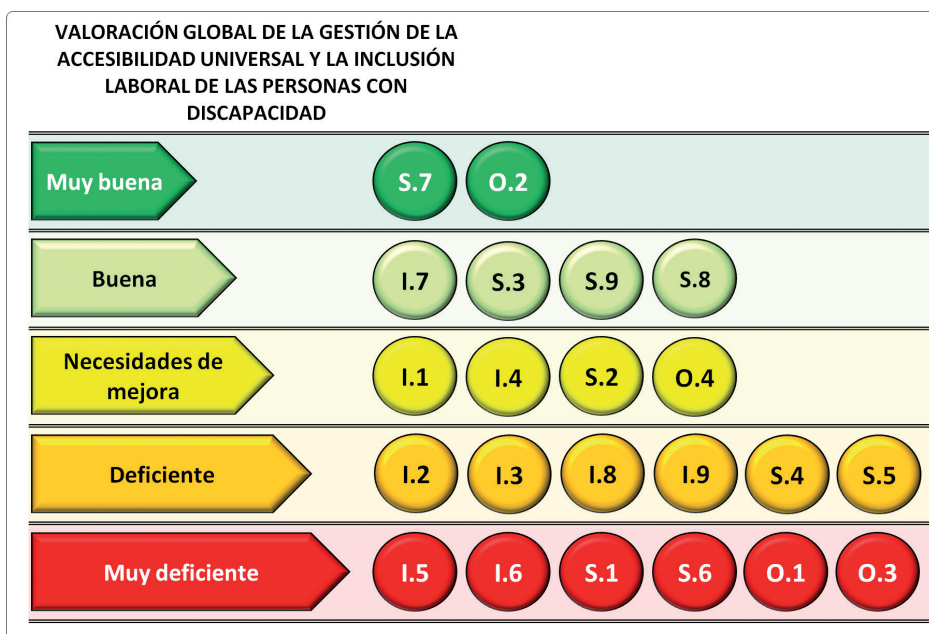 VALORACIÓN GLOBAL DE LA GESTIÓN DE LA
ACCESIBILIDAD UNIVERSAL Y LA INCLUSIÓN
LABORAL DE LAS PERSONAS CON
DISCAPACIDAD
Muy buena S.7 O.2
Buena I.7 S.3 S.9 S.8
Necesidades de
mejora I.1 I.4 S.2 O.4
Deficiente I.2 I.3 I.8 I.9 S.4 S.5
Muy deficiente I.5 I.6 S.1 S.6 O.1 O.3